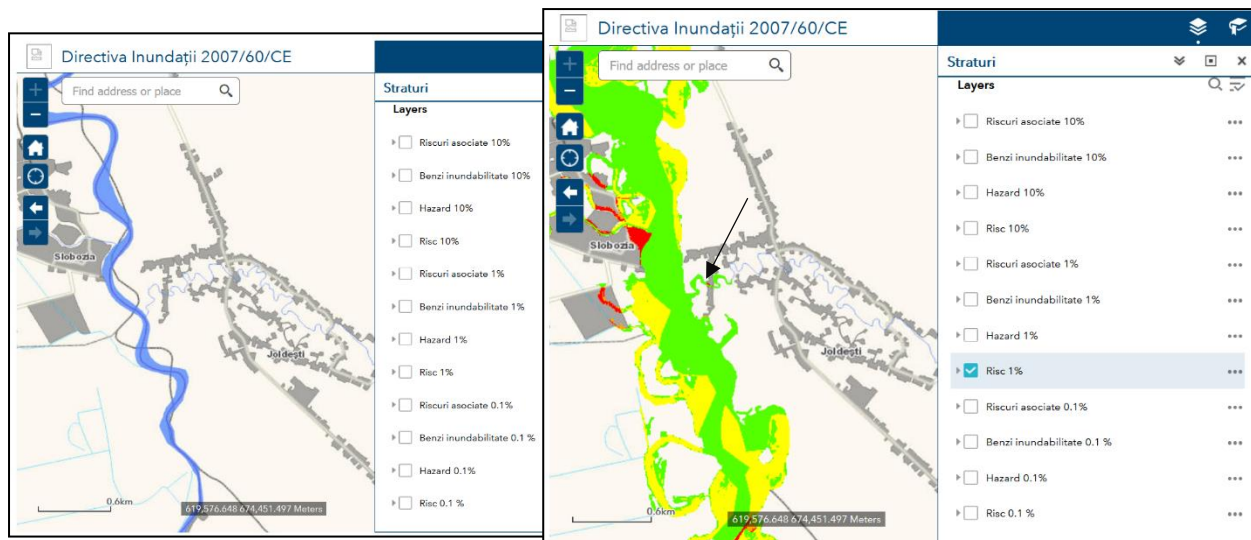 Directiva Inundații 2007/60/CE
Find address or place
Straturi
Layers
Riscuri asociate 10%
Benzi inundabilitate 10%
Hazard 10%
Risc 10%
Riscuri asociate 1%
Benzi inundabilitate 1%
Hazard 1%
Risc 1%
Riscuri asociate 0.1%
Benzi inundabilitate 0.1 %
Hazard 0.1%
Risc 0.1 %
Slobozia
Joldești
0.6km
619,576.648 674,451.497 Meters
Directiva Inundații 2007/60/CE
Find address or place
Straturi
Layers
Riscuri asociate 10%
Benzi inundabilitate 10%
Hazard 10%
Risc 10%
Riscuri asociate 1%
Benzi inundabilitate 1%
Hazard 1%
Risc 1%
Riscuri asociate 0.1%
Benzi inundabilitate 0.1 %
Hazard 0.1%
Risc 0.1 %
Slobozia
Joldești
0.6km
619,576.648 674,451.497 Meters